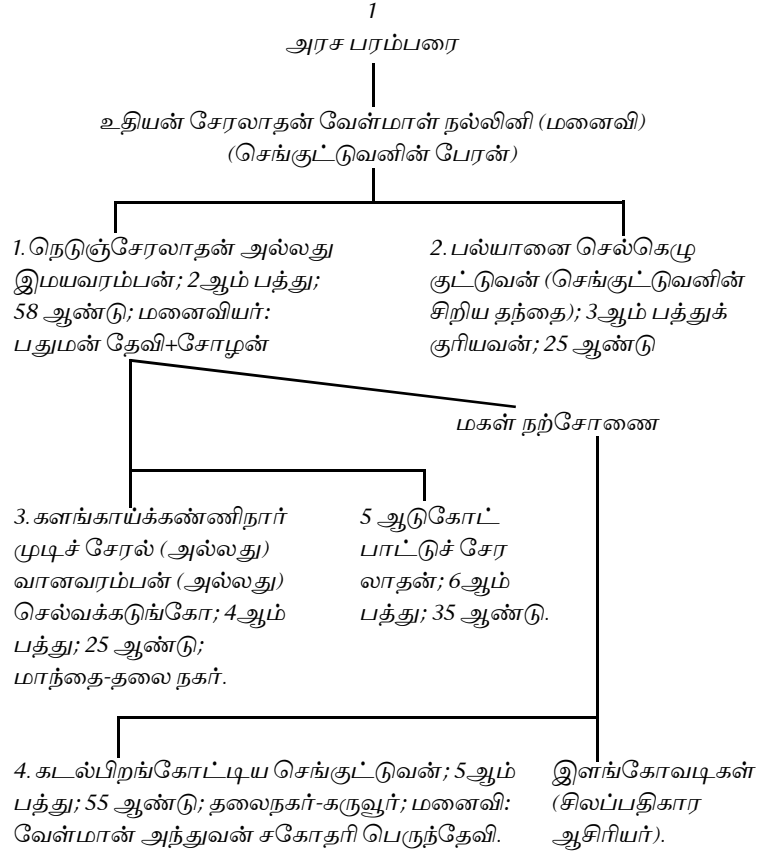 1
அரச பரம்பரை
உதியன் சேரலாதன் வேள்மாள் நல்லினி (மனைவி)
(செங்குட்டுவனின் பேரன்)
1. நெடுஞ்சேரலாதன் அல்லது
இமயவரம்பன்; 2ஆம் பத்து;
58 ஆண்டு; மனைவியர்:
பதுமன் தேவி+சோழன்
2. பல்யானை செல்கெழு
குட்டுவன் (செங்குட்டுவனின்
சிறிய தந்தை); 3ஆம் பத்துக்
குரியவன்; 25 ஆண்டு
மகள் நற்சோணை
3. களங்காய்க்கண்ணிநார்
முடிச் சேரல் (அல்லது)
வானவரம்பன் (அல்லது)
செல்வக்கடுங்கோ; 4ஆம்
பத்து; 25 ஆண்டு;
மாந்தை-தலை நகர்.
5 ஆடுகோட்
பாட்டுச் சேர
லாதன்; 6ஆம்
பத்து; 35 ஆண்டு.
4. கடல்பிறங்கோட்டிய செங்குட்டுவன்; 5ஆம்
பத்து; 55 ஆண்டு; தலைநகர்-கருவூர்; மனைவி:
வேள்மான் அந்துவன் சகோதரி பெருந்தேவி.
இளங்கோவடிகள்
(சிலப்பதிகார
ஆசிரியர்).